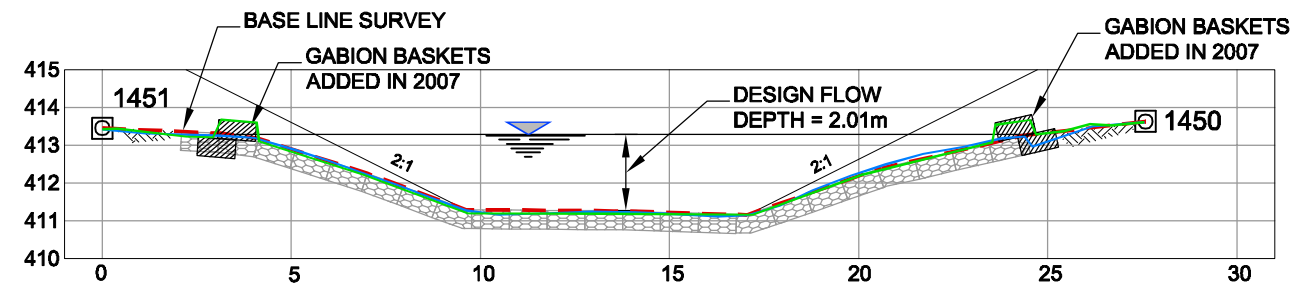 BASE LINE SURVEY
GABION BASKETS
ADDED IN 2007
GABION BASKETS
ADDED IN 2007
DESIGN FLOW
DEPTH = 2.01m
1451
1450
2:1
2:1
415
414
413
412
411
410
0
5
10
15
20
25
30